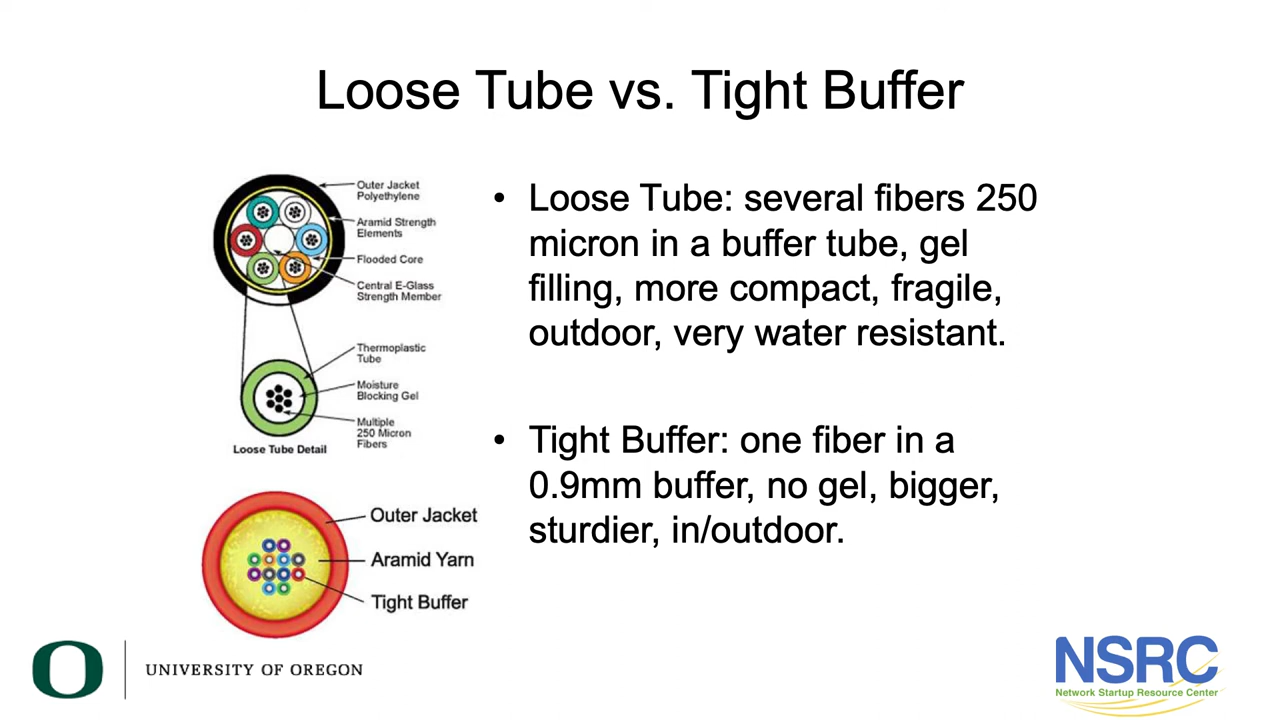 Loose Tube vs. Tight Buffer
Outer Jacket
Polyethylene
Aramid Strength
Elements
Flooded Core
Central E-Glass
Strength Member
Thermoplastic
Tube
Moisture
Blocking Gel
Multiple
250 Micron
Fibers
Loose Tube Detail
Outer Jacket
Aramid Yarn
Tight Buffer
• Loose Tube: several fibers 250
micron in a buffer tube, gel
filling, more compact, fragile,
outdoor, very water resistant.
• Tight Buffer: one fiber in a
0.9mm buffer, no gel, bigger,
sturdier, in/outdoor.
O
UNIVERSITY OF OREGON
NSRC
Network Startup Resource Center